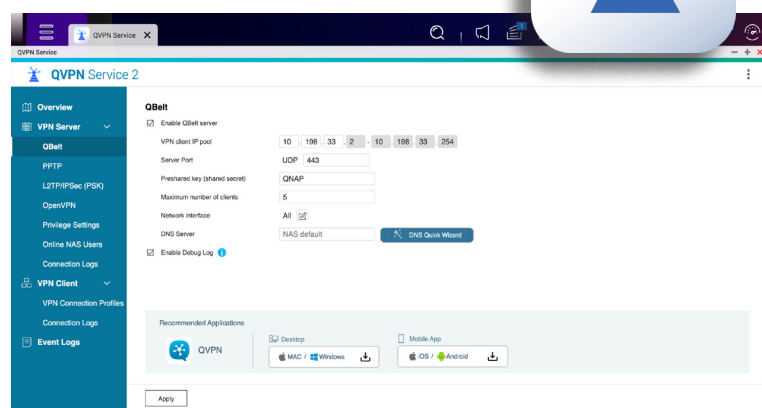 QVPN Service
QVPN Service
QVPN Service 2
Overview
VPN Server
QBelt
PPTP
L2TP/IPSec (PSK)
OpenVPN
Privilege Settings
Online NAS Users
Connection Logs
VPN Client
VPN Connection Profiles
Connection Logs
Event Logs
QBelt
Enable QBelt server
VPN client IP pool 10 . 198 . 33 . 2 - 10 . 198 . 33 . 254
Server Port UDP 443
Preshared key (shared secret) QNAP
Maximum number of clients 5
Network interface All
DNS Server NAS default DNS Quick Wizard
Enable Debug Log
Recommended Applications
QVPN
Desktop
MAC / Windows
Mobile App
iOS / Android
Apply